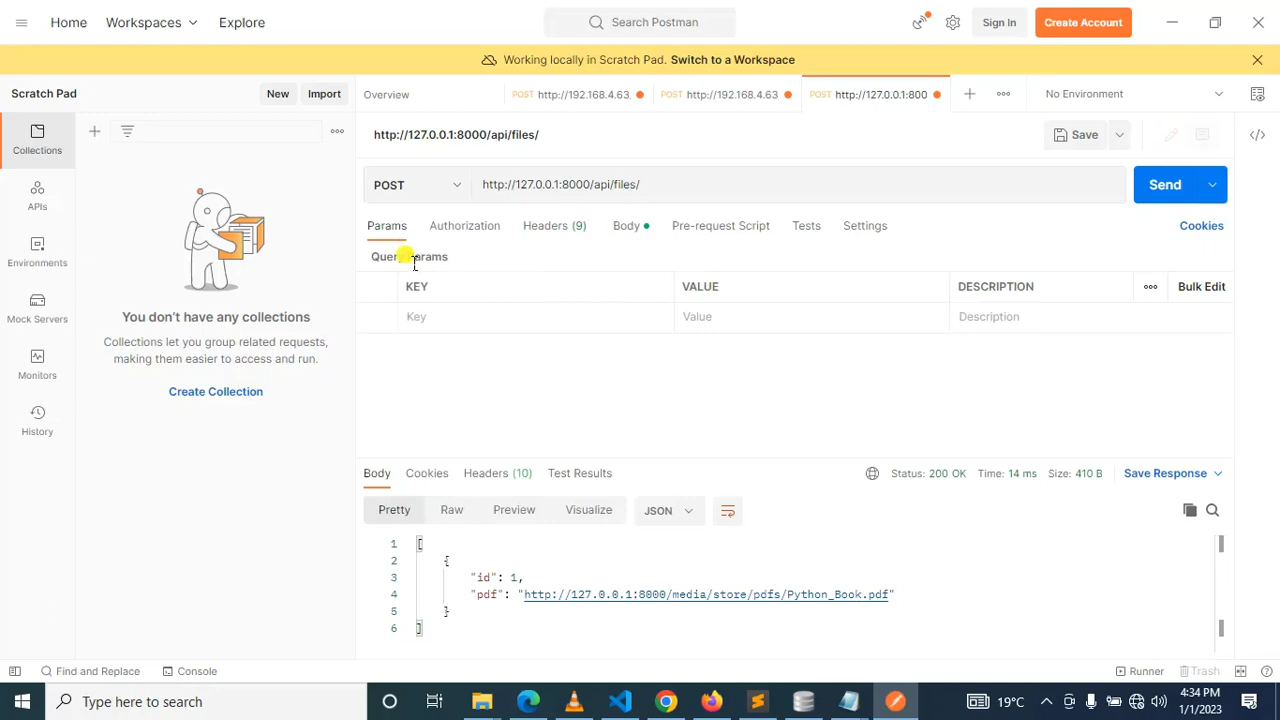 Home Workspaces Explore Search Postman Sign In Create Account
Working locally in Scratch Pad. Switch to a Workspace
Scratch Pad New Import
Overview POST http://192.168.4.63. POST http://192.168.4.63 POST http://127.0.0.1:800 No Environment
Collections
APIs
Environments
Mock Servers
Monitors
History
You don't have any collections
Collections let you group related requests,
making them easier to access and run.
Create Collection
http://127.0.0.1:8000/api/files/ Save
POST http://127.0.0.1:8000/api/files/ Send
Params Authorization Headers (9) Body Pre-request Script Tests Settings Cookies
Query Params
KEY VALUE DESCRIPTION Bulk Edit
Key Value Description
Body Cookies Headers (10) Test Results Status: 200 OK Time: 14 ms Size: 410 B Save Response
Pretty Raw Preview Visualize JSON
1 [
2 {
3 "id": 1,
4 "pdf": "http://127.0.0.1:8000/media/store/pdfs/Python_Book.pdf"
5 }
6 ]
Find and Replace Console Runner Trash
Type here to search 19°C 4:34 PM
1/1/2023